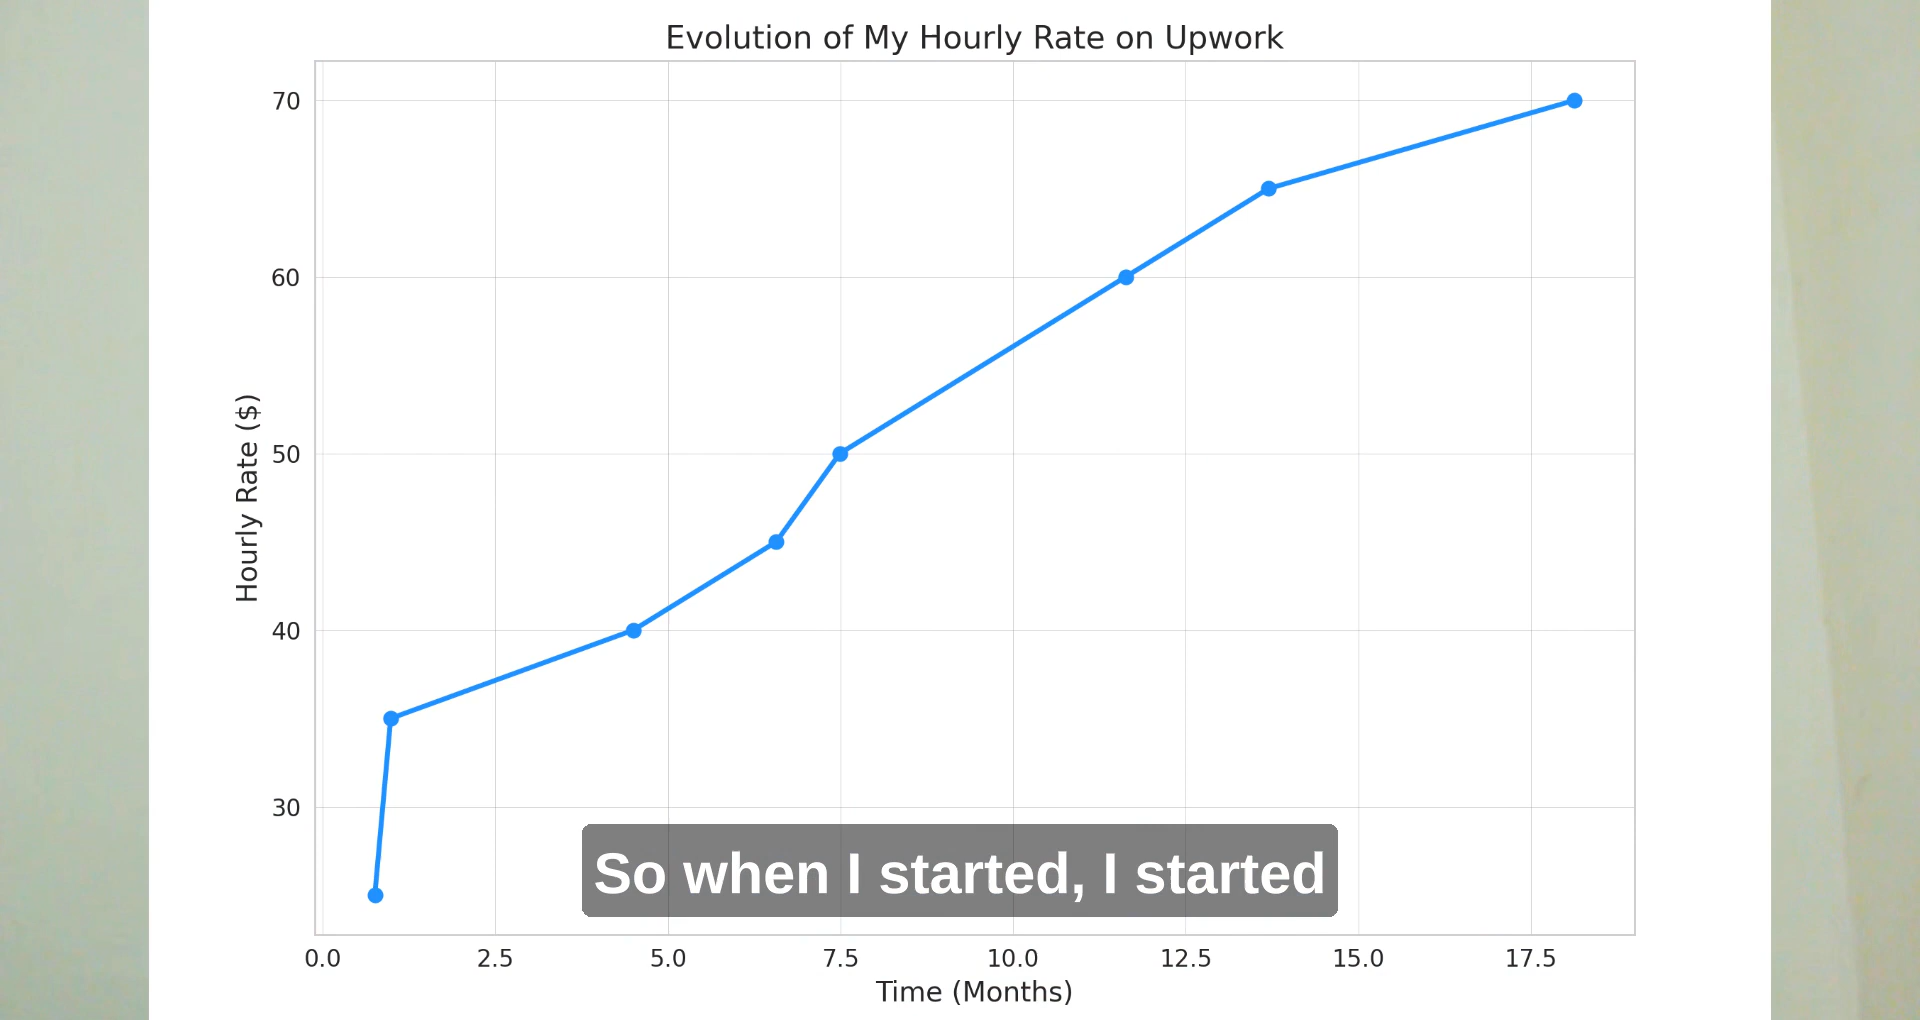 Evolution of My Hourly Rate on Upwork
70
60
50
40
30
Hourly Rate ($)
So when I started, I started
0.0 2.5 5.0 7.5 10.0 12.5 15.0 17.5
Time (Months)